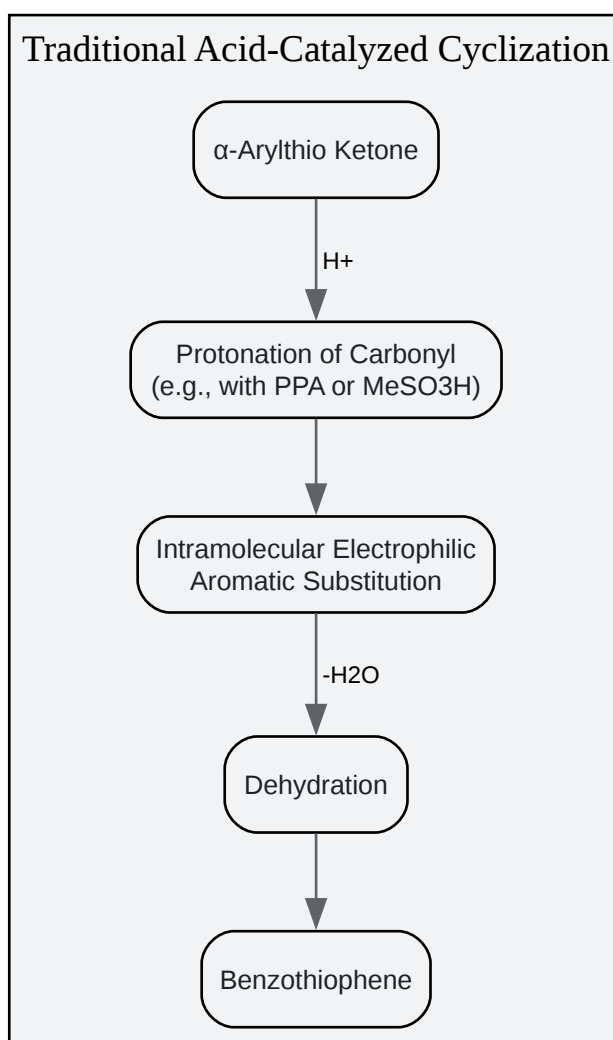 Traditional Acid-Catalyzed Cyclization
α-Arylthio Ketone
H+
Protonation of Carbonyl
(e.g., with PPA or MeSO3H)
Intramolecular Electrophilic
Aromatic Substitution
-H2O
Dehydration
Benzothiophene